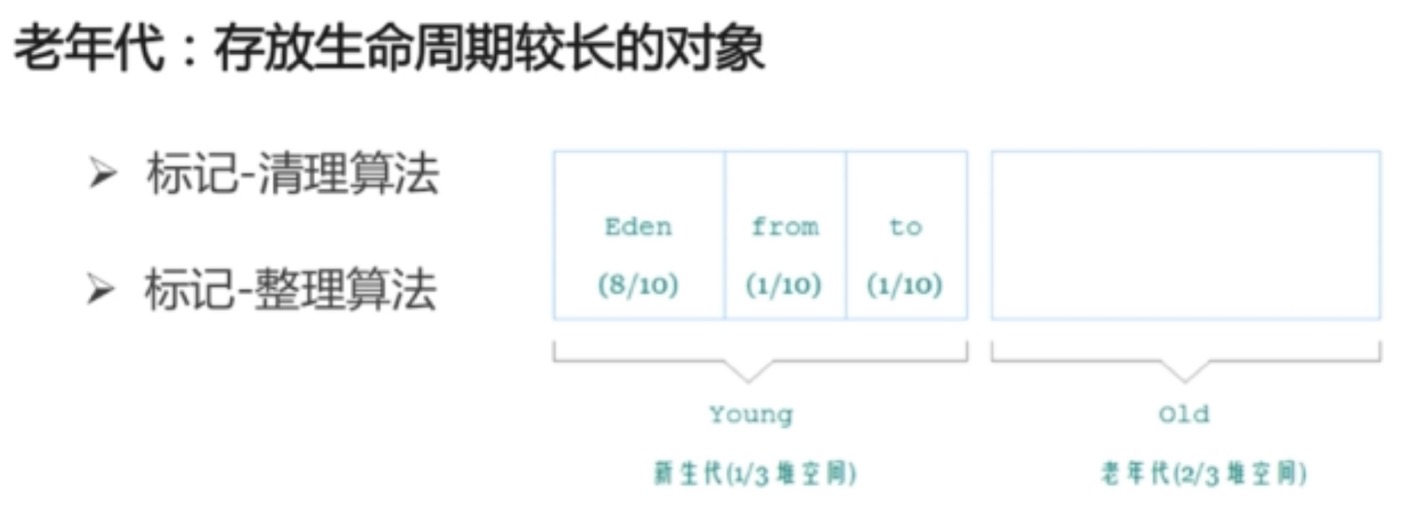 老年代：存放生命周期较长的对象
➢ 标记-清理算法
➢ 标记-整理算法
Eden from to
(8/10) (1/10) (1/10)
Young Old
新生代(1/3 堆空间) 老年代(2/3 堆空间)